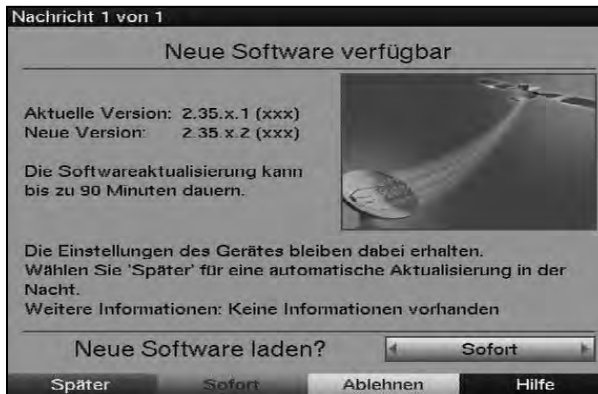 Nachricht 1 von 1
Neue Software verfügbar
Aktuelle Version: 2.35.x.1 (xxx)
Neue Version: 2.35.x.2 (xxx)
Die Softwareaktualisierung kann
bis zu 90 Minuten dauern.
Die Einstellungen des Gerätes bleiben dabei erhalten.
Wählen Sie 'Später' für eine automatische Aktualisierung in der
Nacht.
Weitere Informationen: Keine Informationen vorhanden
Neue Software laden? Sofort
Später Sofort Ablehnen Hilfe